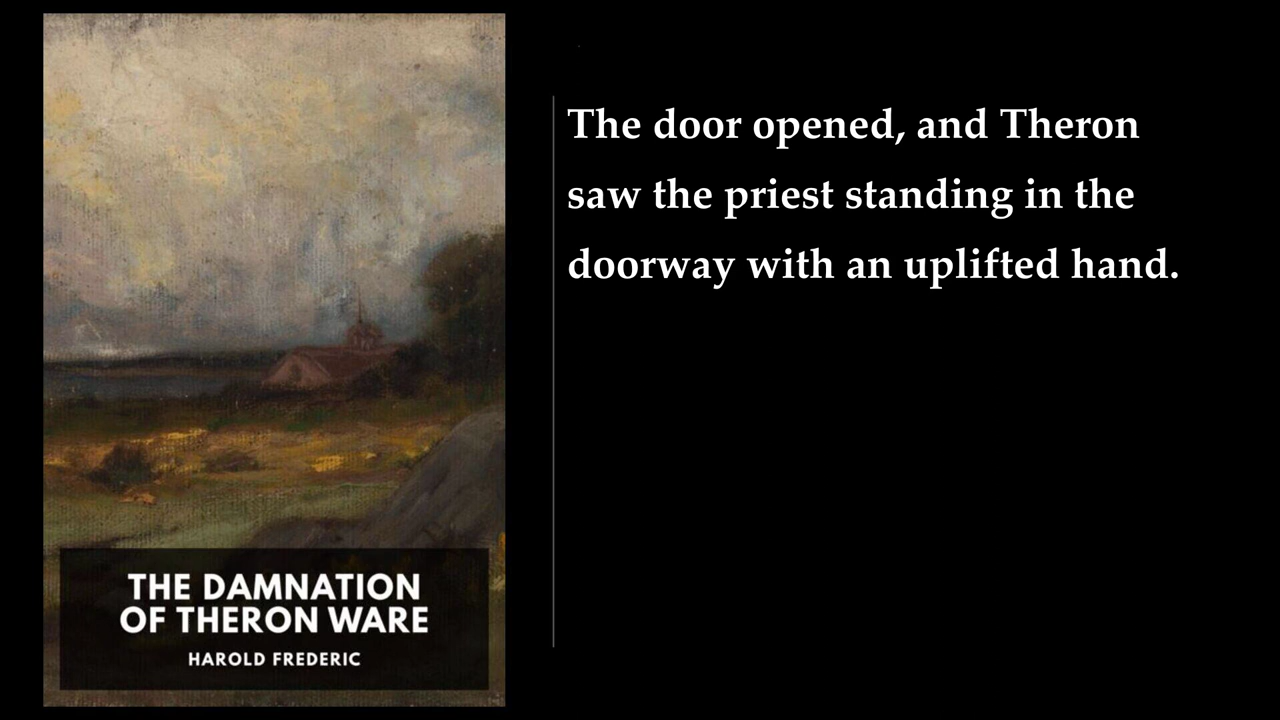 THE DAMNATION
OF THERON WARE
HAROLD FREDERIC
The door opened, and Theron
saw the priest standing in the
doorway with an uplifted hand.